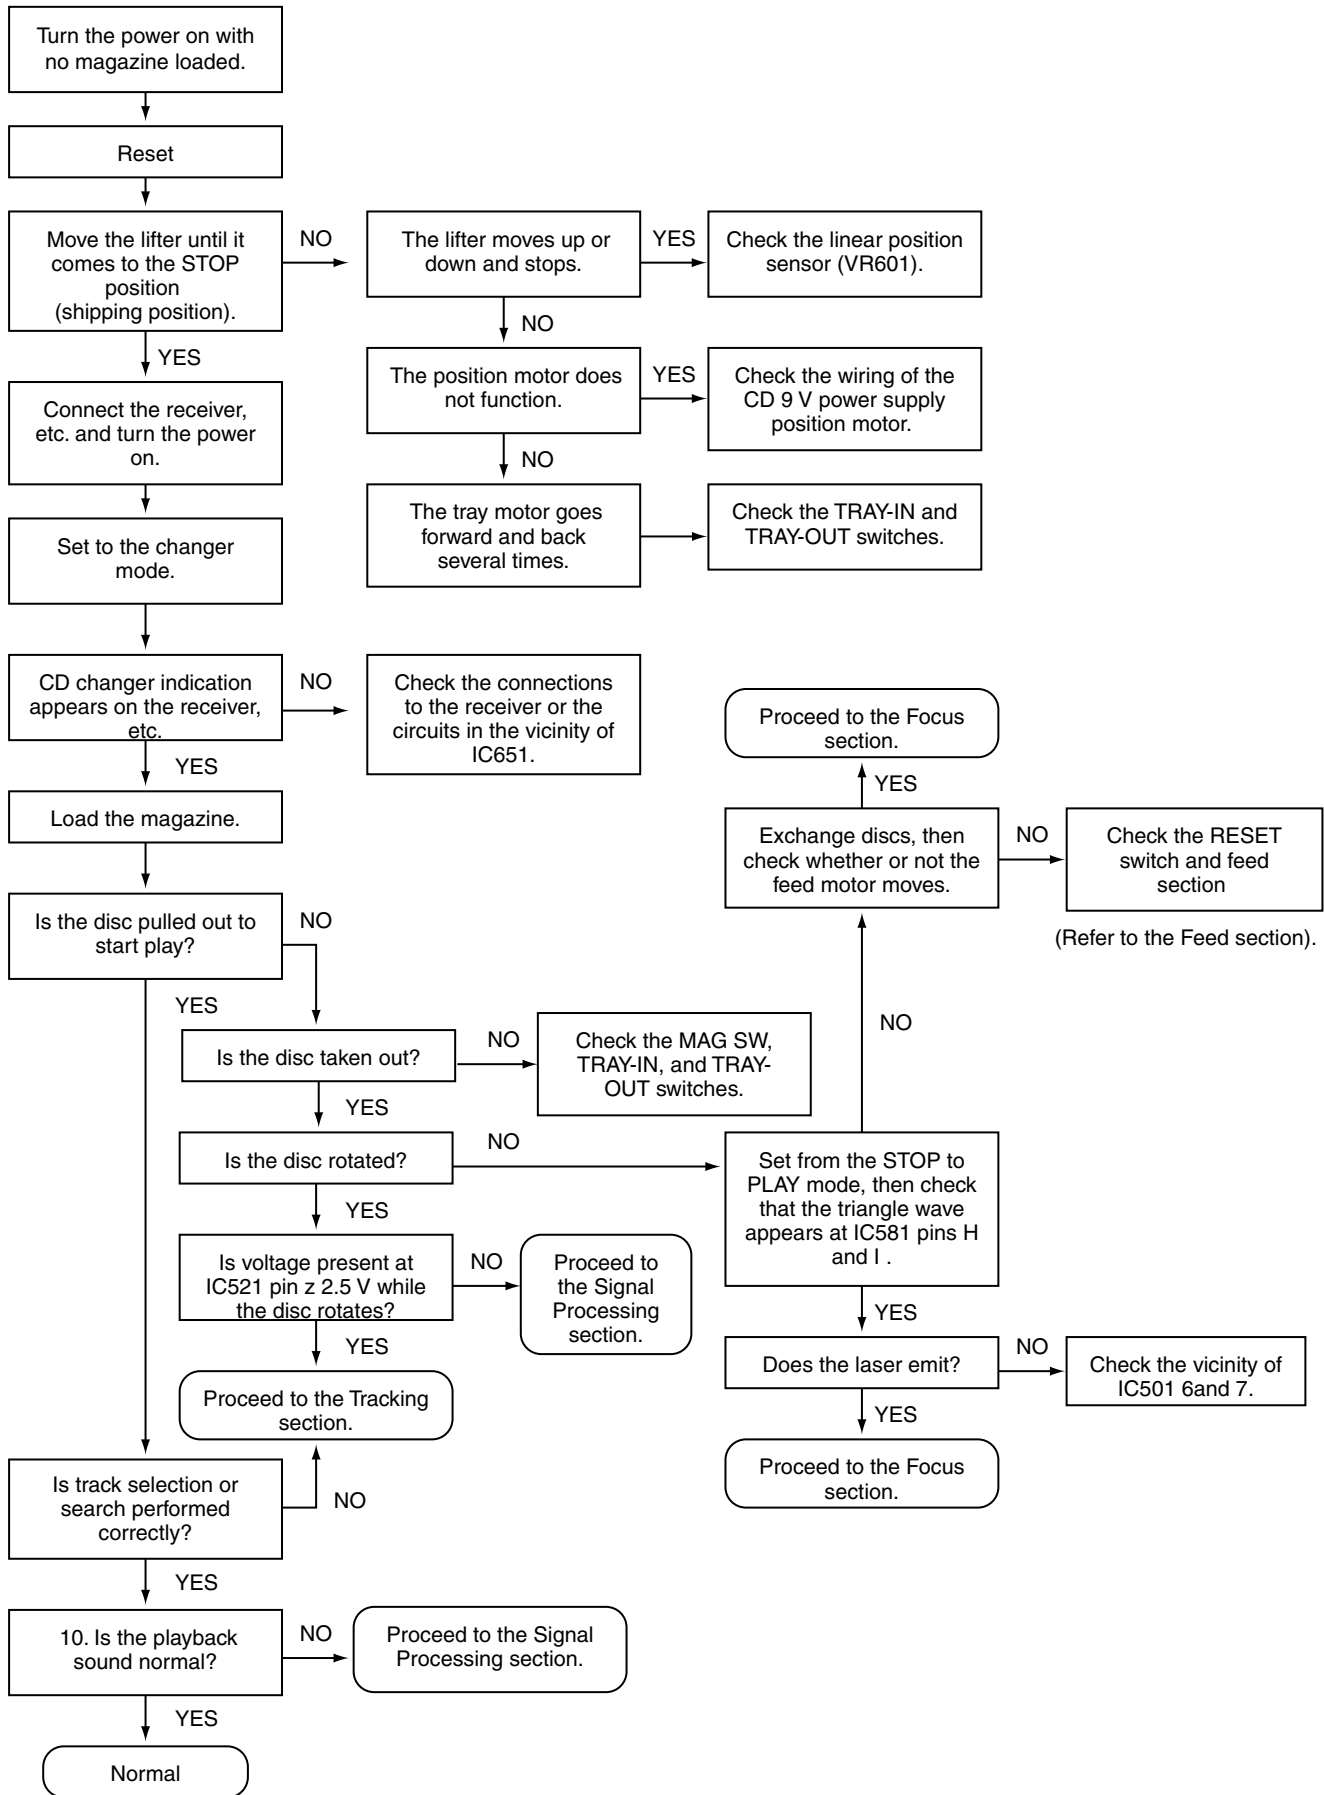 Turn the power on with
no magazine loaded.
Reset
Move the lifter until it
comes to the STOP
position
(shipping position).
NO
The lifter moves up or
down and stops.
YES
Check the linear position
sensor (VR601).
NO
YES
The position motor does
not function.
YES
Check the wiring of the
CD 9 V power supply
position motor.
Connect the receiver,
etc. and turn the power
on.
NO
The tray motor goes
forward and back
several times.
Check the TRAY-IN and
TRAY-OUT switches.
Set to the changer
mode.
CD changer indication
appears on the receiver,
etc.
NO
Check the connections
to the receiver or the
circuits in the vicinity of
IC651.
YES
Load the magazine.
Is the disc pulled out to
start play?
NO
YES
Is the disc taken out?
NO
Check the MAG SW,
TRAY-IN, and TRAY-
OUT switches.
YES
Is the disc rotated?
NO
YES
Is voltage present at
IC521 pin z 2.5 V while
the disc rotates?
NO
Proceed to
the Signal
Processing
section.
YES
Proceed to the Tracking
section.
Proceed to the Focus
section.
YES
Exchange discs, then
check whether or not the
feed motor moves.
NO
Check the RESET
switch and feed
section
(Refer to the Feed section).
NO
Set from the STOP to
PLAY mode, then check
that the triangle wave
appears at IC581 pins H
and I .
YES
Does the laser emit?
NO
Check the vicinity of
IC501 6and 7.
YES
Proceed to the Focus
section.
Is track selection or
search performed
correctly?
NO
YES
10. Is the playback
sound normal?
NO
Proceed to the Signal
Processing section.
YES
Normal